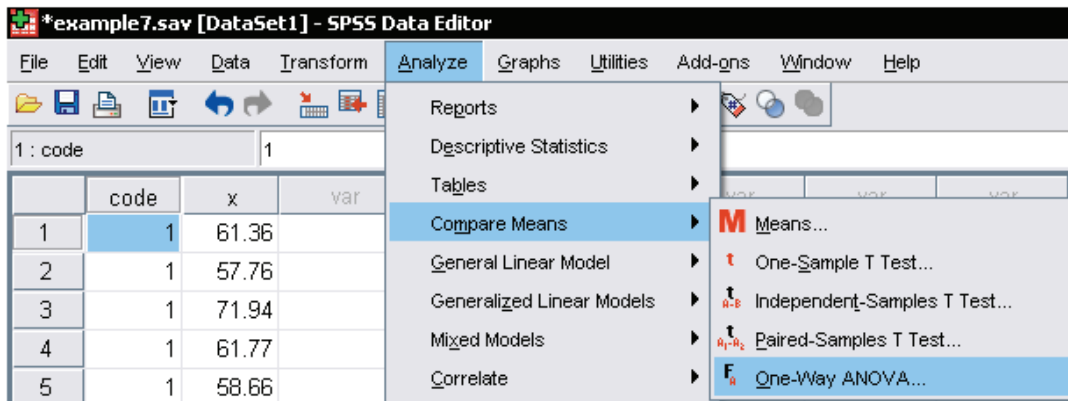 *example7.sav [DataSet1] - SPSS Data Editor
File Edit View Data Transform Analyze Graphs Utilities Add-ons Window Help
1 : code 1
Reports
Descriptive Statistics
Tables
Compare Means
General Linear Model
Generalized Linear Models
Mixed Models
Correlate
M Means...
t One-Sample T Test...
t A-B Independent-Samples T Test...
t A1-A2 Paired-Samples T Test...
F A One-Way ANOVA...
code x var var var var
1 1 61.36
2 1 57.76
3 1 71.94
4 1 61.77
5 1 58.66